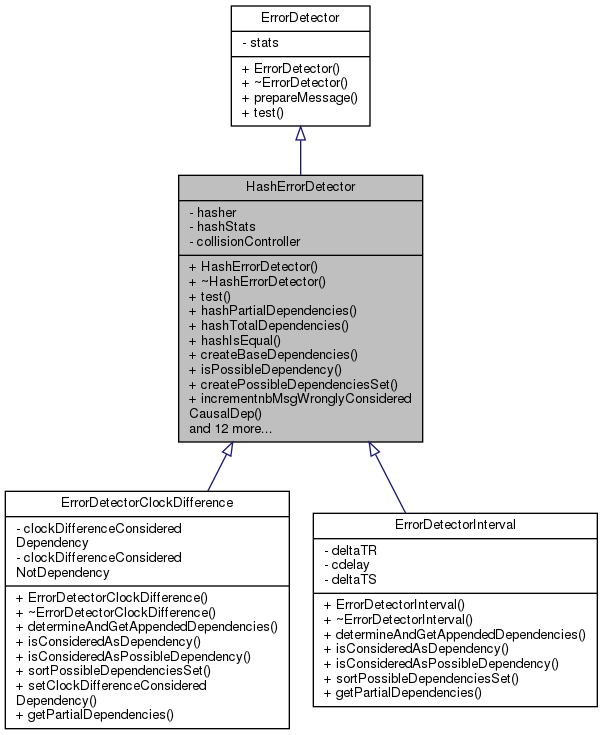 ErrorDetector
- stats
+ ErrorDetector()
+ ~ErrorDetector()
+ prepareMessage()
+ test()
HashErrorDetector
- hasher
- hashStats
- collisionController
+ HashErrorDetector()
+ ~HashErrorDetector()
+ test()
+ hashPartialDependencies()
+ hashTotalDependencies()
+ hashIsEqual()
+ createBaseDependencies()
+ isPossibleDependency()
+ createPossibleDependenciesSet()
+ incrementnbMsgWronglyConsidered
CausalDep()
and 12 more...
ErrorDetectorClockDifference
- clockDifferenceConsidered
Dependency
- clockDifferenceConsidered
NotDependency
+ ErrorDetectorClockDifference()
+ ~ErrorDetectorClockDifference()
+ determineAndGetAppendedDependencies()
+ isConsideredAsDependency()
+ isConsideredAsPossibleDependency()
+ sortPossibleDependenciesSet()
+ setClockDifferenceConsidered
Dependency()
+ getPartialDependencies()
ErrorDetectorInterval
- deltaTR
- cdelay
- deltaTS
+ ErrorDetectorInterval()
+ ~ErrorDetectorInterval()
+ determineAndGetAppendedDependencies()
+ isConsideredAsDependency()
+ isConsideredAsPossibleDependency()
+ sortPossibleDependenciesSet()
+ getPartialDependencies()